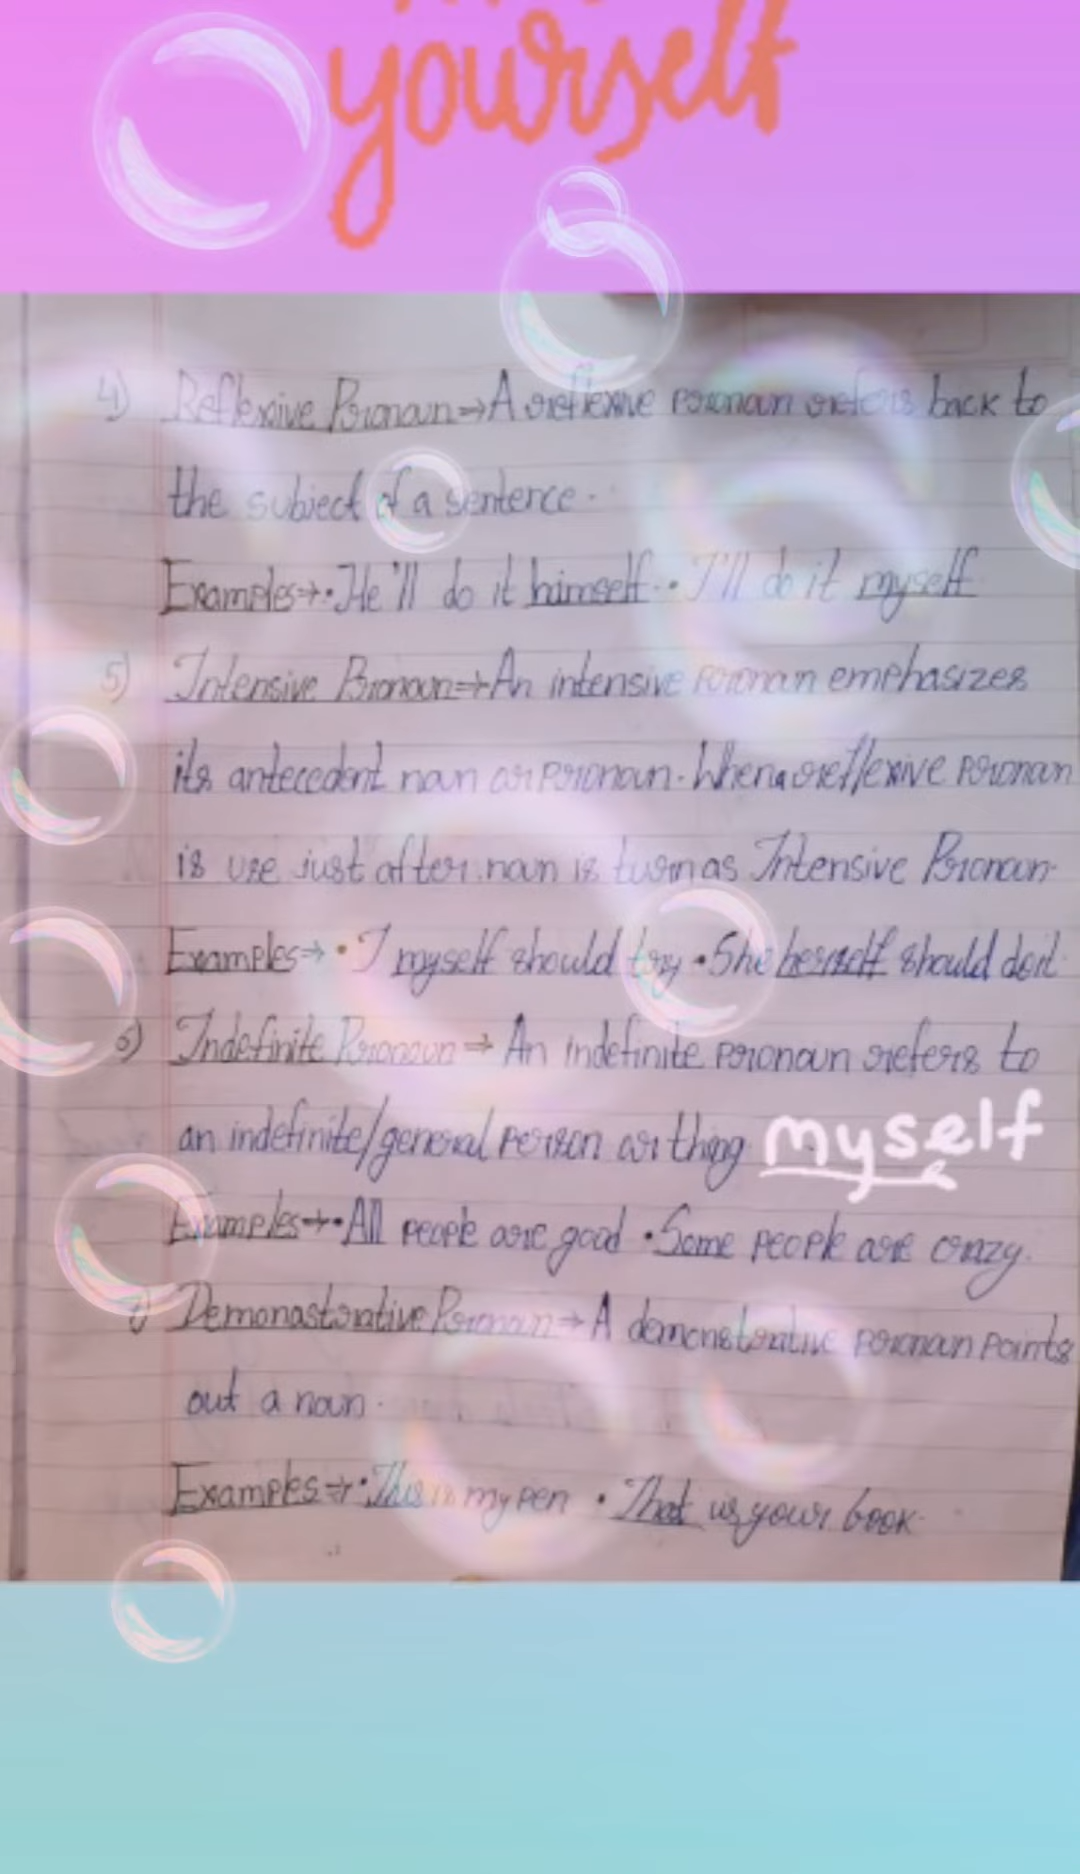 yourself
4) Reflexive Pronoun ⇒ A reflexive pronoun refers back to
the subject of a sentence.
Examples → • He'll do it himself. • I'll do it myself
5) Intensive Pronoun ⇒ An intensive pronoun emphasizes
its antecedent noun or pronoun. When a reflexive pronoun
is use just after noun is turn as Intensive Pronoun.
Examples ⇒ • I myself should try • She herself should do it.
6) Indefinite Pronoun ⇒ An indefinite pronoun refers to
an indefinite/general person or thing myself
Examples → • All people are good • Some people are crazy.
Demonastrative Pronoun ⇒ A demonstrative pronoun points
out a noun.
Examples ⇒ • This is my pen • That is your book.